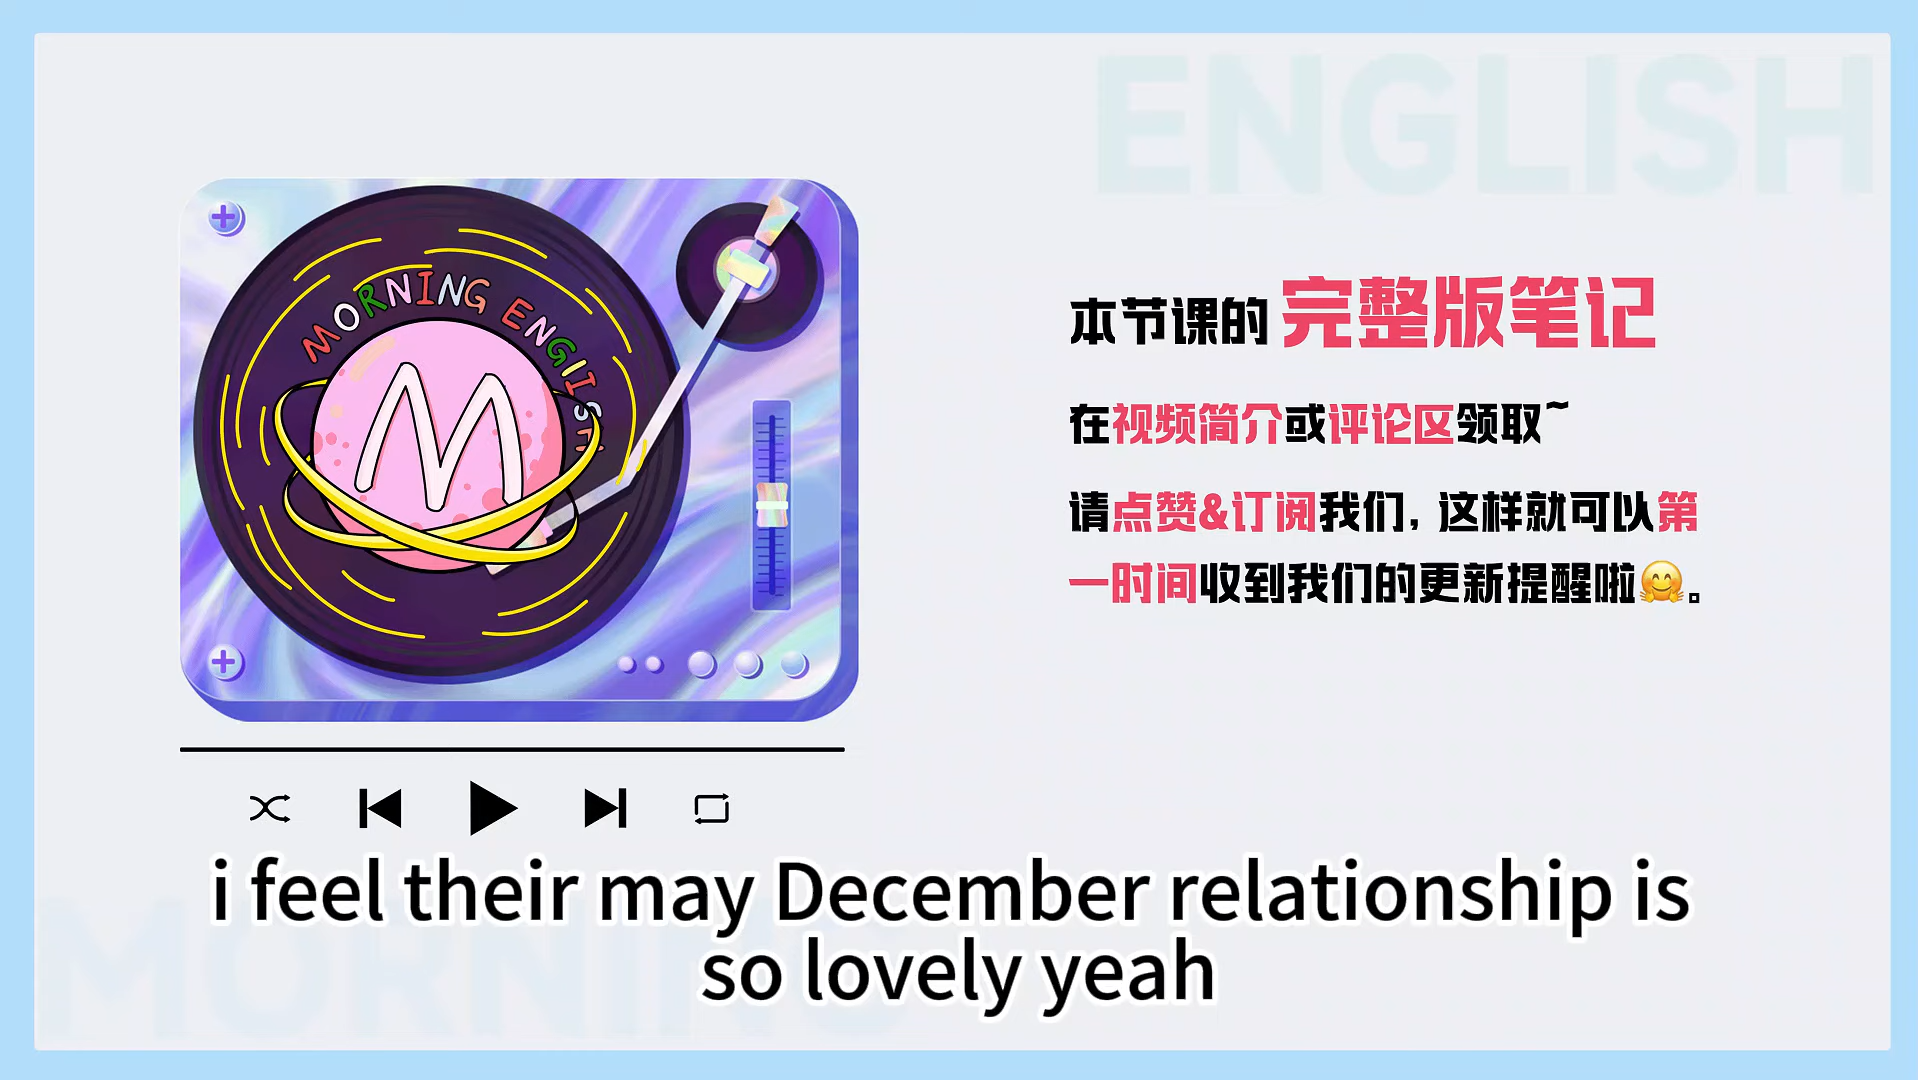 ENGLISH
MORNING ENGLISH
M
本节课的完整版笔记
在视频简介或评论区领取~
请点赞&订阅我们，这样就可以第
一时间收到我们的更新提醒啦🤗。
MORNING
i feel their may December relationship is
so lovely yeah